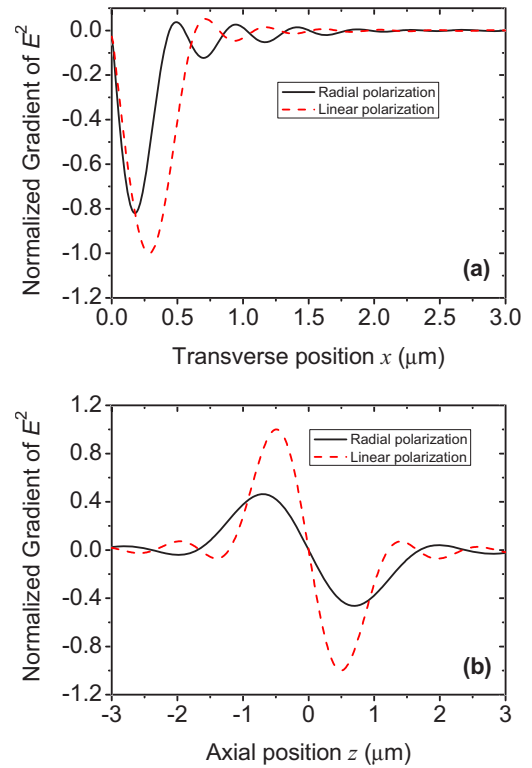 0.0
-0.2
-0.4
-0.6
-0.8
-1.0
-1.2
Normalized Gradient of E²
Radial polarization
Linear polarization
(a)
0.0 0.5 1.0 1.5 2.0 2.5 3.0
Transverse position x (μm)
1.2
0.8
0.4
0.0
-0.4
-0.8
-1.2
Normalized Gradient of E²
Radial polarization
Linear polarization
(b)
-3 -2 -1 0 1 2 3
Axial position z (μm)